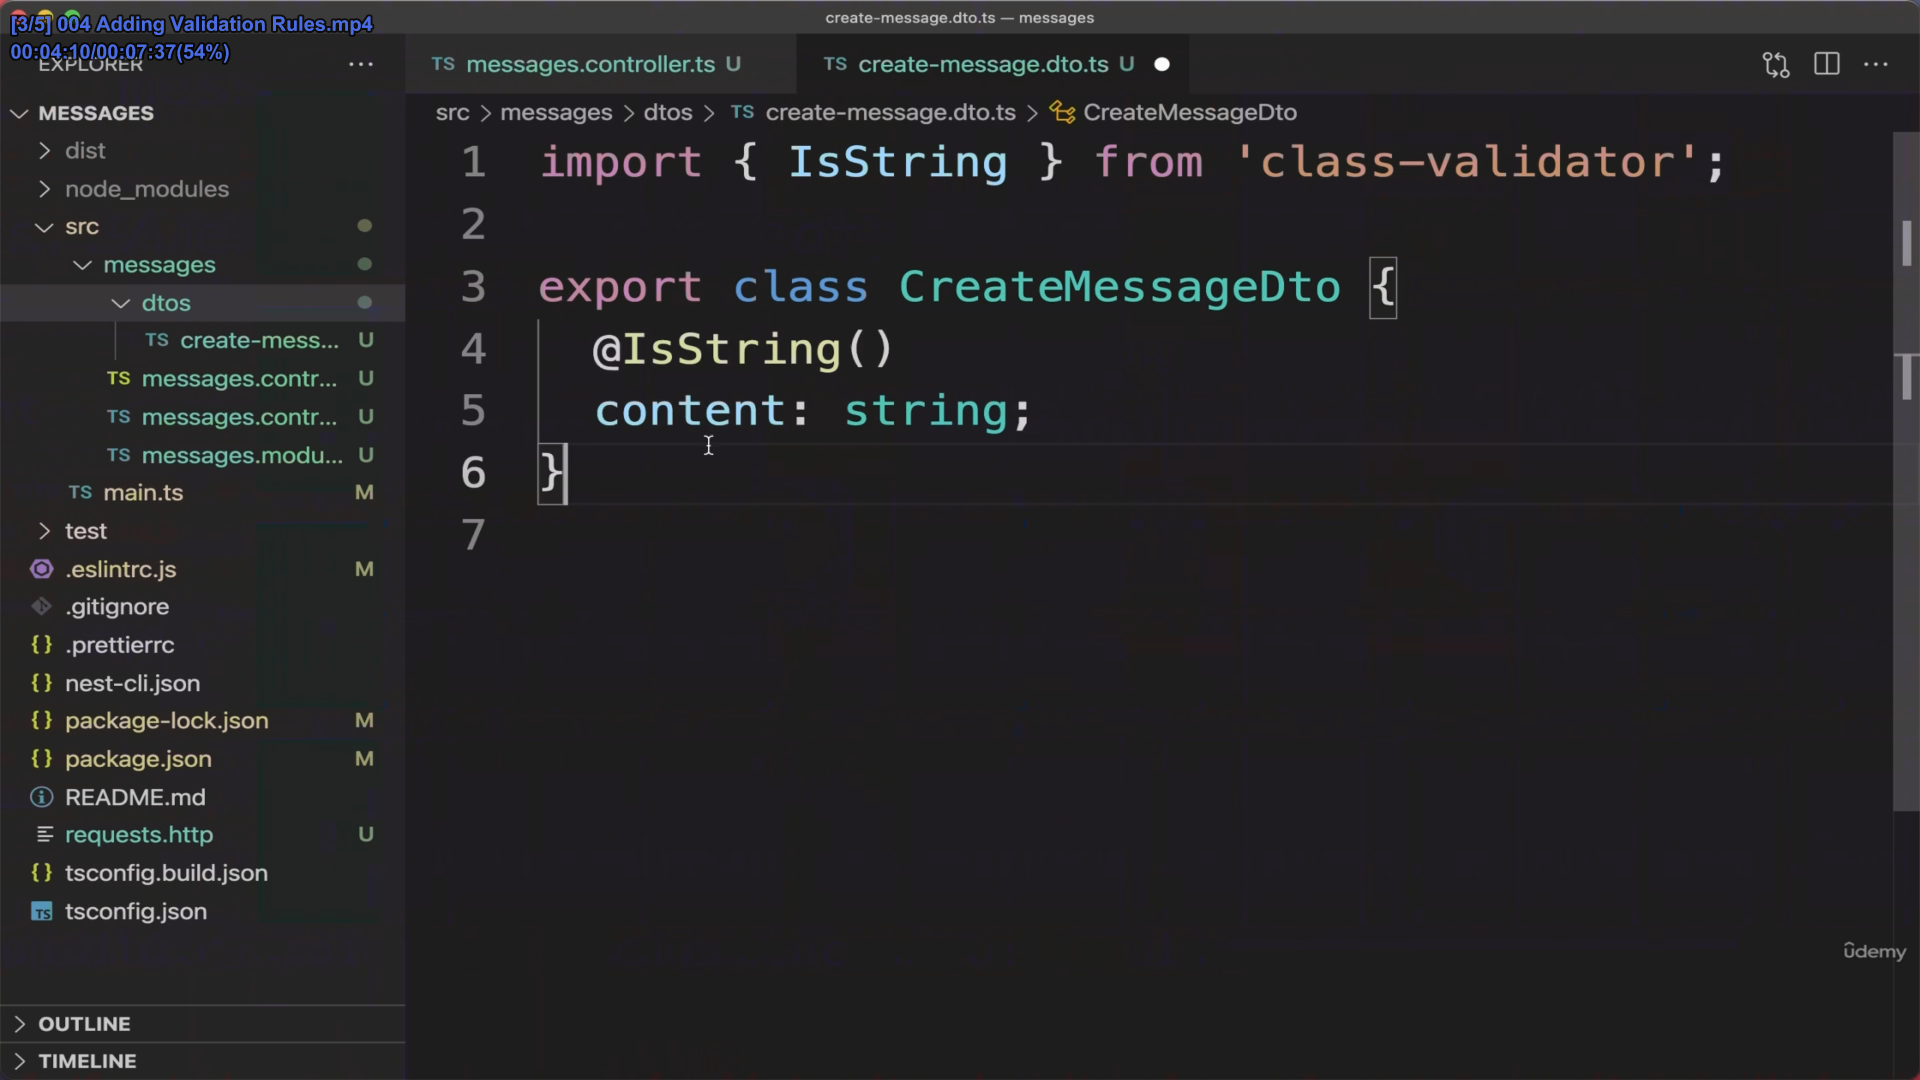 create-message.dto.ts — messages
[3/5] 004 Adding Validation Rules.mp4
00:04:10/00:07:37(54%)
EXPLORER
MESSAGES
dist
node_modules
src
messages
dtos
TS create-mess... U
TS messages.contr... U
TS messages.contr... U
TS messages.modu... U
TS main.ts M
test
.eslintrc.js M
.gitignore
{} .prettierrc
{} nest-cli.json
{} package-lock.json M
{} package.json M
README.md
requests.http U
{} tsconfig.build.json
TS tsconfig.json
OUTLINE
TIMELINE
TS messages.controller.ts U
TS create-message.dto.ts U
src > messages > dtos > TS create-message.dto.ts > CreateMessageDto
1 import { IsString } from 'class-validator';
2
3 export class CreateMessageDto {
4 @IsString()
5 content: string;
6 }
7
ûdemy